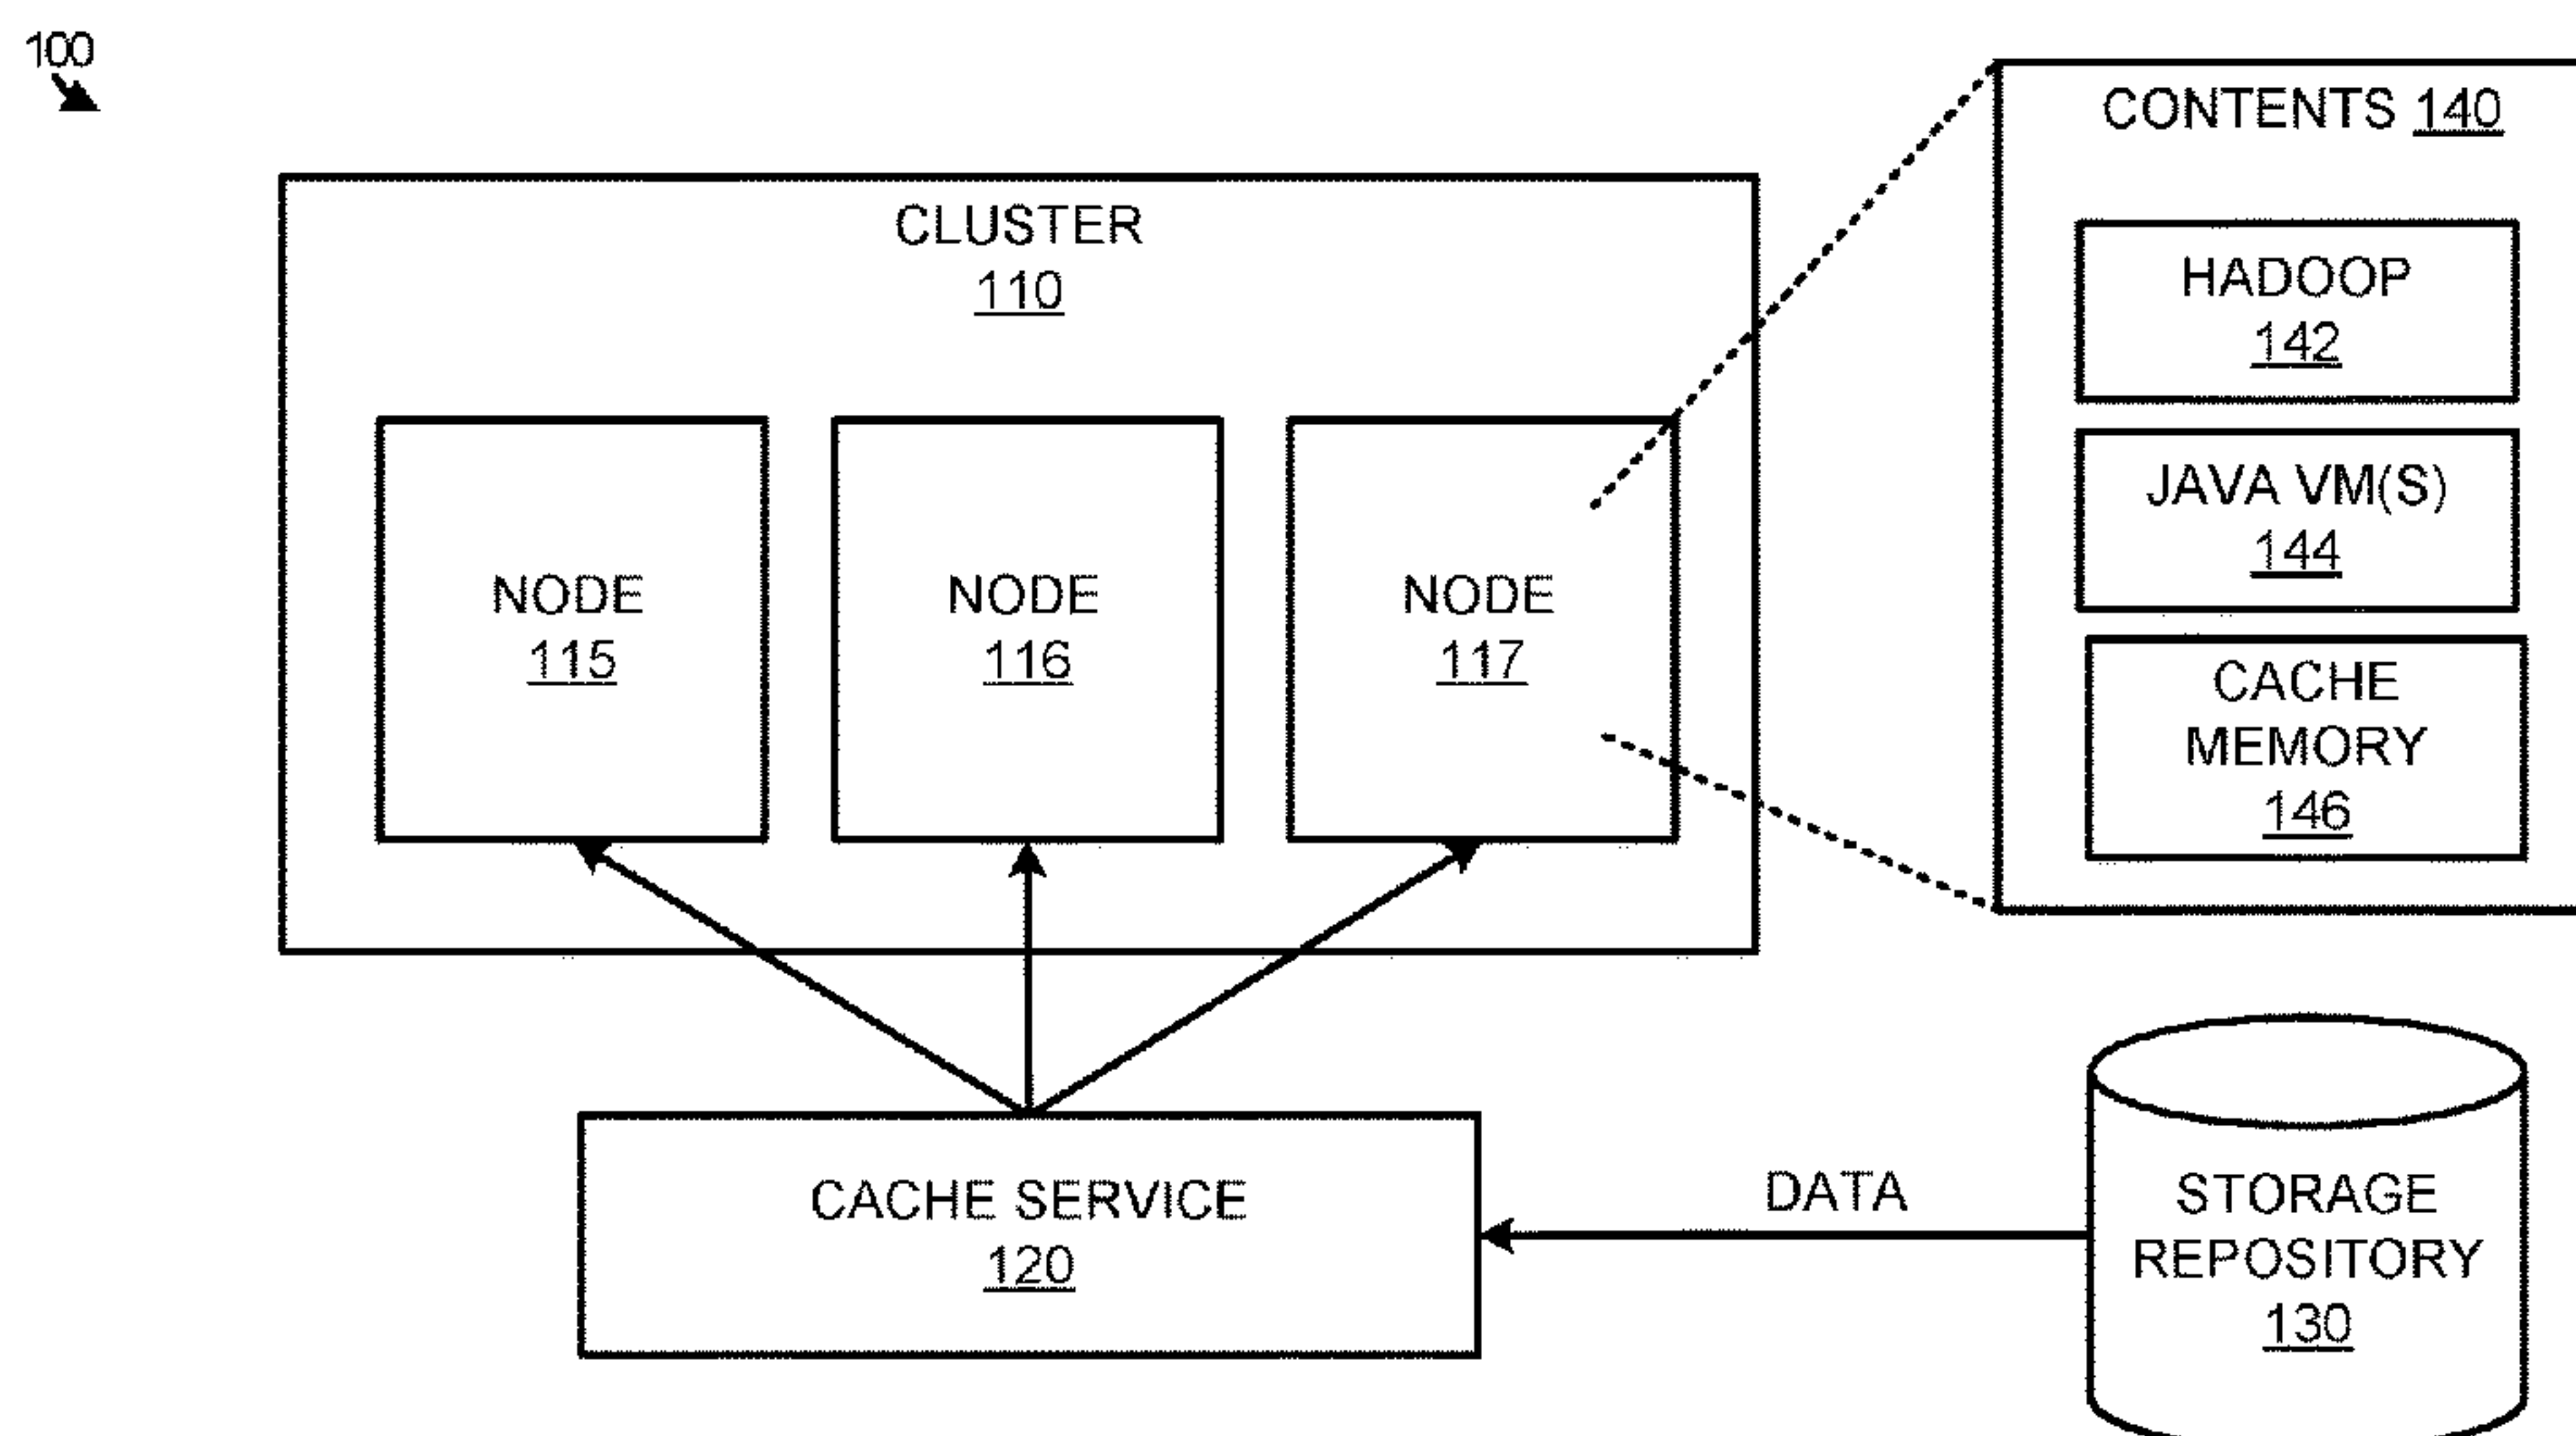 100
CONTENTS 140
CLUSTER
110
HADOOP
142
JAVA VM(S)
144
NODE
115
NODE
116
NODE
117
CACHE
MEMORY
146
CACHE SERVICE
120
DATA
STORAGE
REPOSITORY
130